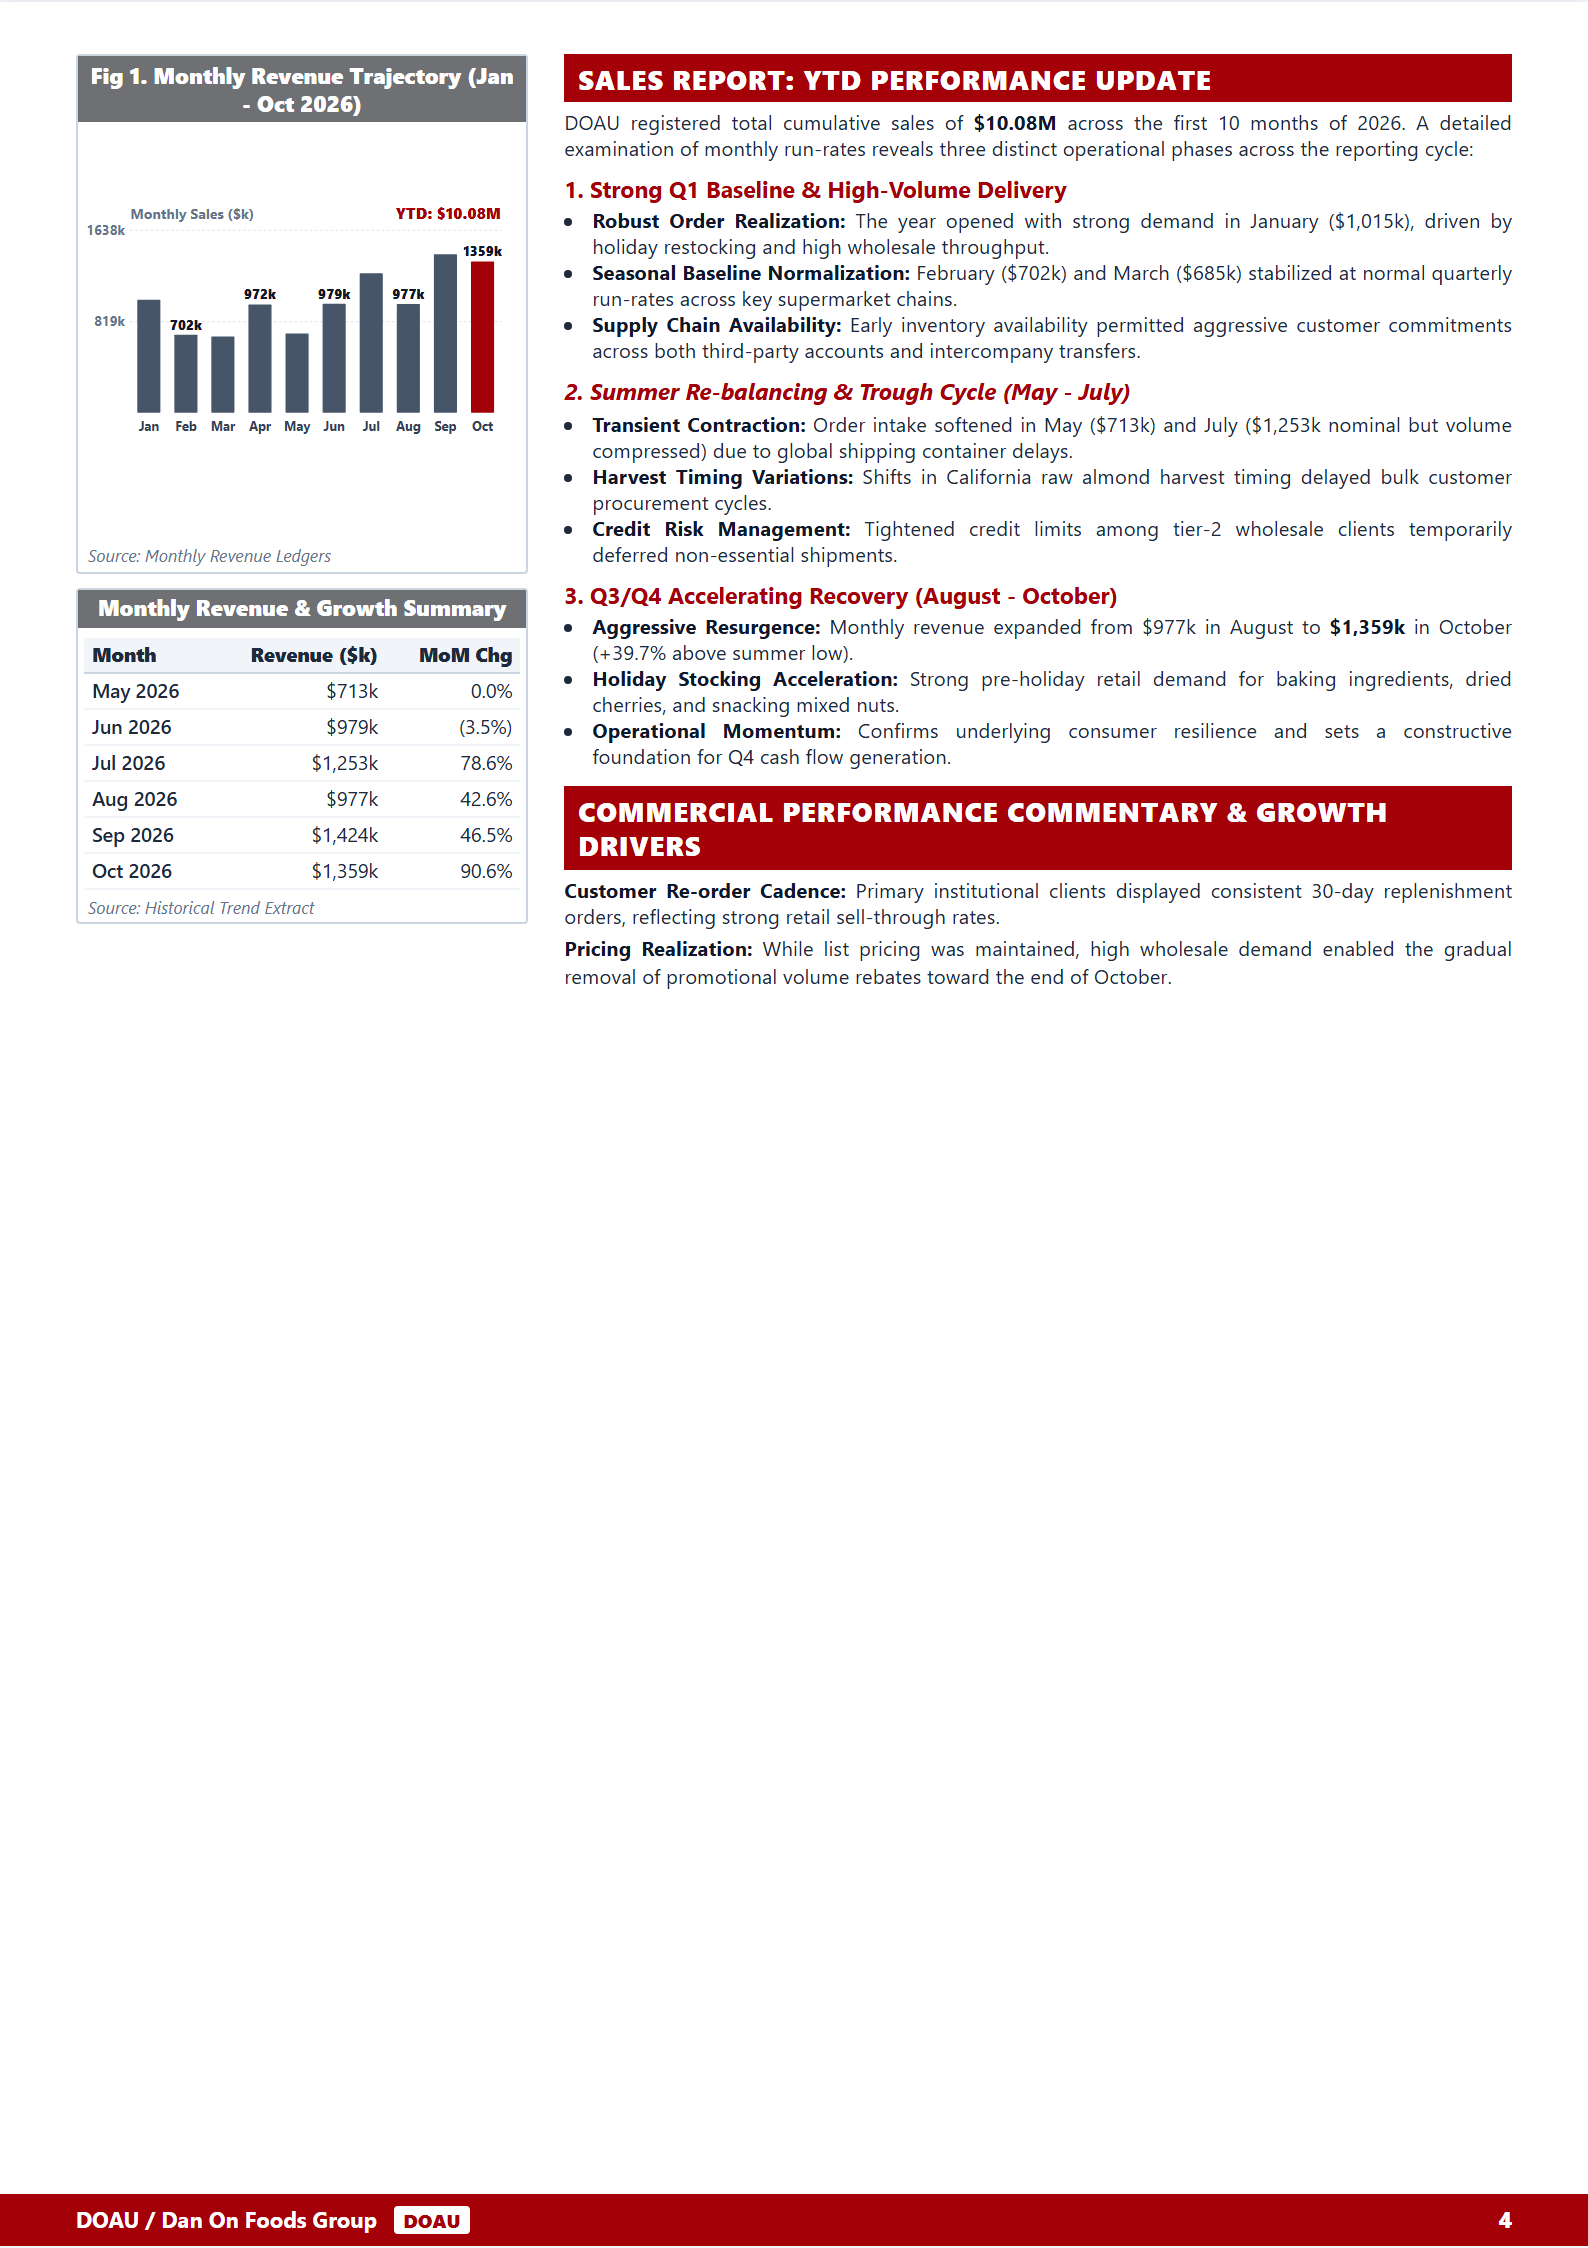 Fig 1. Monthly Revenue Trajectory (Jan
- Oct 2026)
Monthly Sales ($k)
YTD: $10.08M
1638k
819k
702k
972k
979k
977k
1359k
Jan Feb Mar Apr May Jun Jul Aug Sep Oct
Source: Monthly Revenue Ledgers
Monthly Revenue & Growth Summary
Month Revenue ($k) MoM Chg
May 2026 $713k 0.0%
Jun 2026 $979k (3.5%)
Jul 2026 $1,253k 78.6%
Aug 2026 $977k 42.6%
Sep 2026 $1,424k 46.5%
Oct 2026 $1,359k 90.6%
Source: Historical Trend Extract
SALES REPORT: YTD PERFORMANCE UPDATE
DOAU registered total cumulative sales of $10.08M across the first 10 months of 2026. A detailed
examination of monthly run-rates reveals three distinct operational phases across the reporting cycle:
1. Strong Q1 Baseline & High-Volume Delivery
• Robust Order Realization: The year opened with strong demand in January ($1,015k), driven by
holiday restocking and high wholesale throughput.
• Seasonal Baseline Normalization: February ($702k) and March ($685k) stabilized at normal quarterly
run-rates across key supermarket chains.
• Supply Chain Availability: Early inventory availability permitted aggressive customer commitments
across both third-party accounts and intercompany transfers.
2. Summer Re-balancing & Trough Cycle (May - July)
• Transient Contraction: Order intake softened in May ($713k) and July ($1,253k nominal but volume
compressed) due to global shipping container delays.
• Harvest Timing Variations: Shifts in California raw almond harvest timing delayed bulk customer
procurement cycles.
• Credit Risk Management: Tightened credit limits among tier-2 wholesale clients temporarily
deferred non-essential shipments.
3. Q3/Q4 Accelerating Recovery (August - October)
• Aggressive Resurgence: Monthly revenue expanded from $977k in August to $1,359k in October
(+39.7% above summer low).
• Holiday Stocking Acceleration: Strong pre-holiday retail demand for baking ingredients, dried
cherries, and snacking mixed nuts.
• Operational Momentum: Confirms underlying consumer resilience and sets a constructive
foundation for Q4 cash flow generation.
COMMERCIAL PERFORMANCE COMMENTARY & GROWTH
DRIVERS
Customer Re-order Cadence: Primary institutional clients displayed consistent 30-day replenishment
orders, reflecting strong retail sell-through rates.
Pricing Realization: While list pricing was maintained, high wholesale demand enabled the gradual
removal of promotional volume rebates toward the end of October.
DOAU / Dan On Foods Group DOAU 4